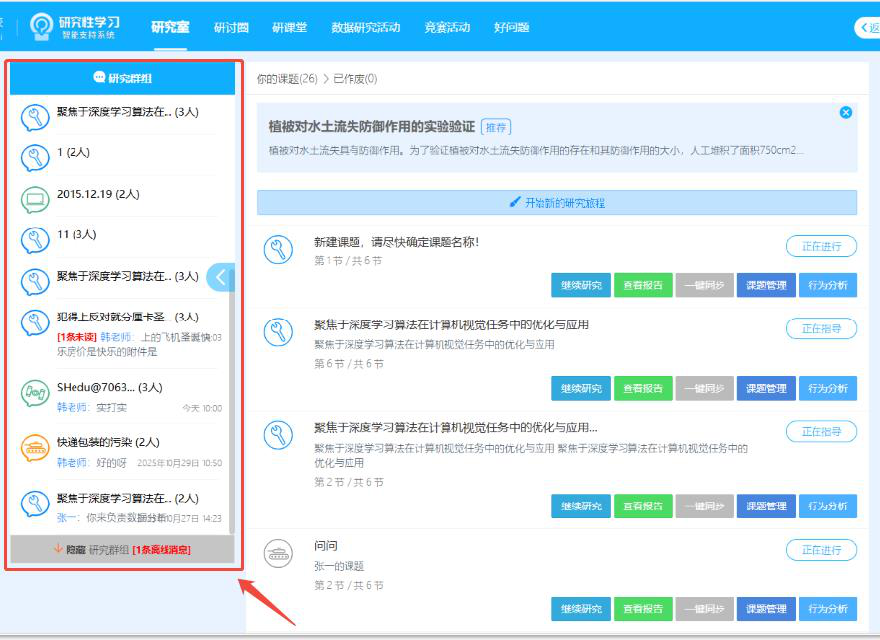 研究性学习
智能支持系统
研究室
研讨圈
研课堂
数据研究活动
竞赛活动
好问题
返
研究群组
聚焦于深度学习算法在... (3人)
1 (2人)
2015.12.19 (2人)
11 (3人)
聚焦于深度学习算法在... (3人)
犯得上反对就分厘卡圣... (3人)
[1条未读] 韩老师: 上的飞机圣诞快:03
乐房价是快乐的附件是
SHedu@7063... (3人)
韩老师: 实打实 今天 10:00
快递包装的污染 (2人)
韩老师: 好的呀 2025年10月29日 10:50
聚焦于深度学习算法在... (2人)
张一: 你来负责数据分析 10月27日 14:23
隐藏 研究群组 [1条离线消息]
你的课题(26) > 已作废(0)
植被对水土流失防御作用的实验验证 推荐
植被对水土流失具有防御作用。为了验证植被对水土流失防御作用的存在和其防御作用的大小，人工堆积了面积750cm2...
开始新的研究旅程
新建课题，请尽快确定课题名称！
第 1 节 / 共 6 节
正在进行
继续研究 查看报告 一键同步 课题管理 行为分析
聚焦于深度学习算法在计算机视觉任务中的优化与应用
聚焦于深度学习算法在计算机视觉任务中的优化与应用
第 6 节 / 共 6 节
正在指导
继续研究 查看报告 一键同步 课题管理 行为分析
聚焦于深度学习算法在计算机视觉任务中的优化与应用...
聚焦于深度学习算法在计算机视觉任务中的优化与应用 聚焦于深度学习算法在计算机视觉任务中的
优化与应用
第 2 节 / 共 6 节
正在指导
继续研究 查看报告 一键同步 课题管理 行为分析
问问
张一的课题
第 2 节 / 共 6 节
正在进行
继续研究 查看报告 一键同步 课题管理 行为分析